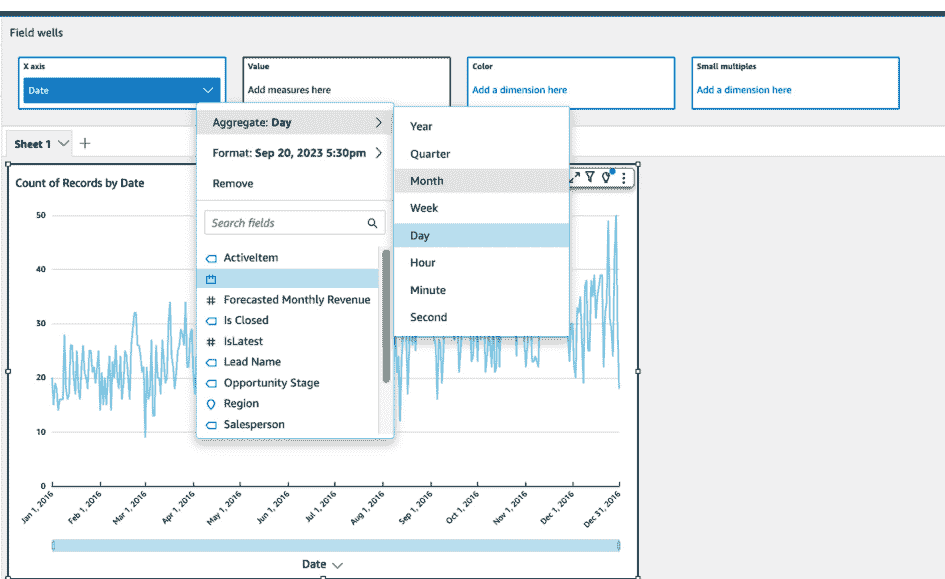 Field wells
X axis
Value
Color
Small multiples
Date
Add measures here
Add a dimension here
Add a dimension here
Aggregate: Day
Format: Sep 20, 2023 5:30pm
Remove
Search fields
ActiveItem
Forecasted Monthly Revenue
Is Closed
IsLatest
Lead Name
Opportunity Stage
Region
Salesperson
Year
Quarter
Month
Week
Day
Hour
Minute
Second
Sheet 1
Count of Records by Date
50
40
30
20
10
0
Jan 1, 2016
Feb 1, 2016
Mar 1, 2016
Apr 1, 2016
May 1, 2016
Jun 1, 2016
Jul 1, 2016
Aug 1, 2016
Sep 1, 2016
Oct 1, 2016
Nov 1, 2016
Dec 1, 2016
Dec 31, 2016
Date